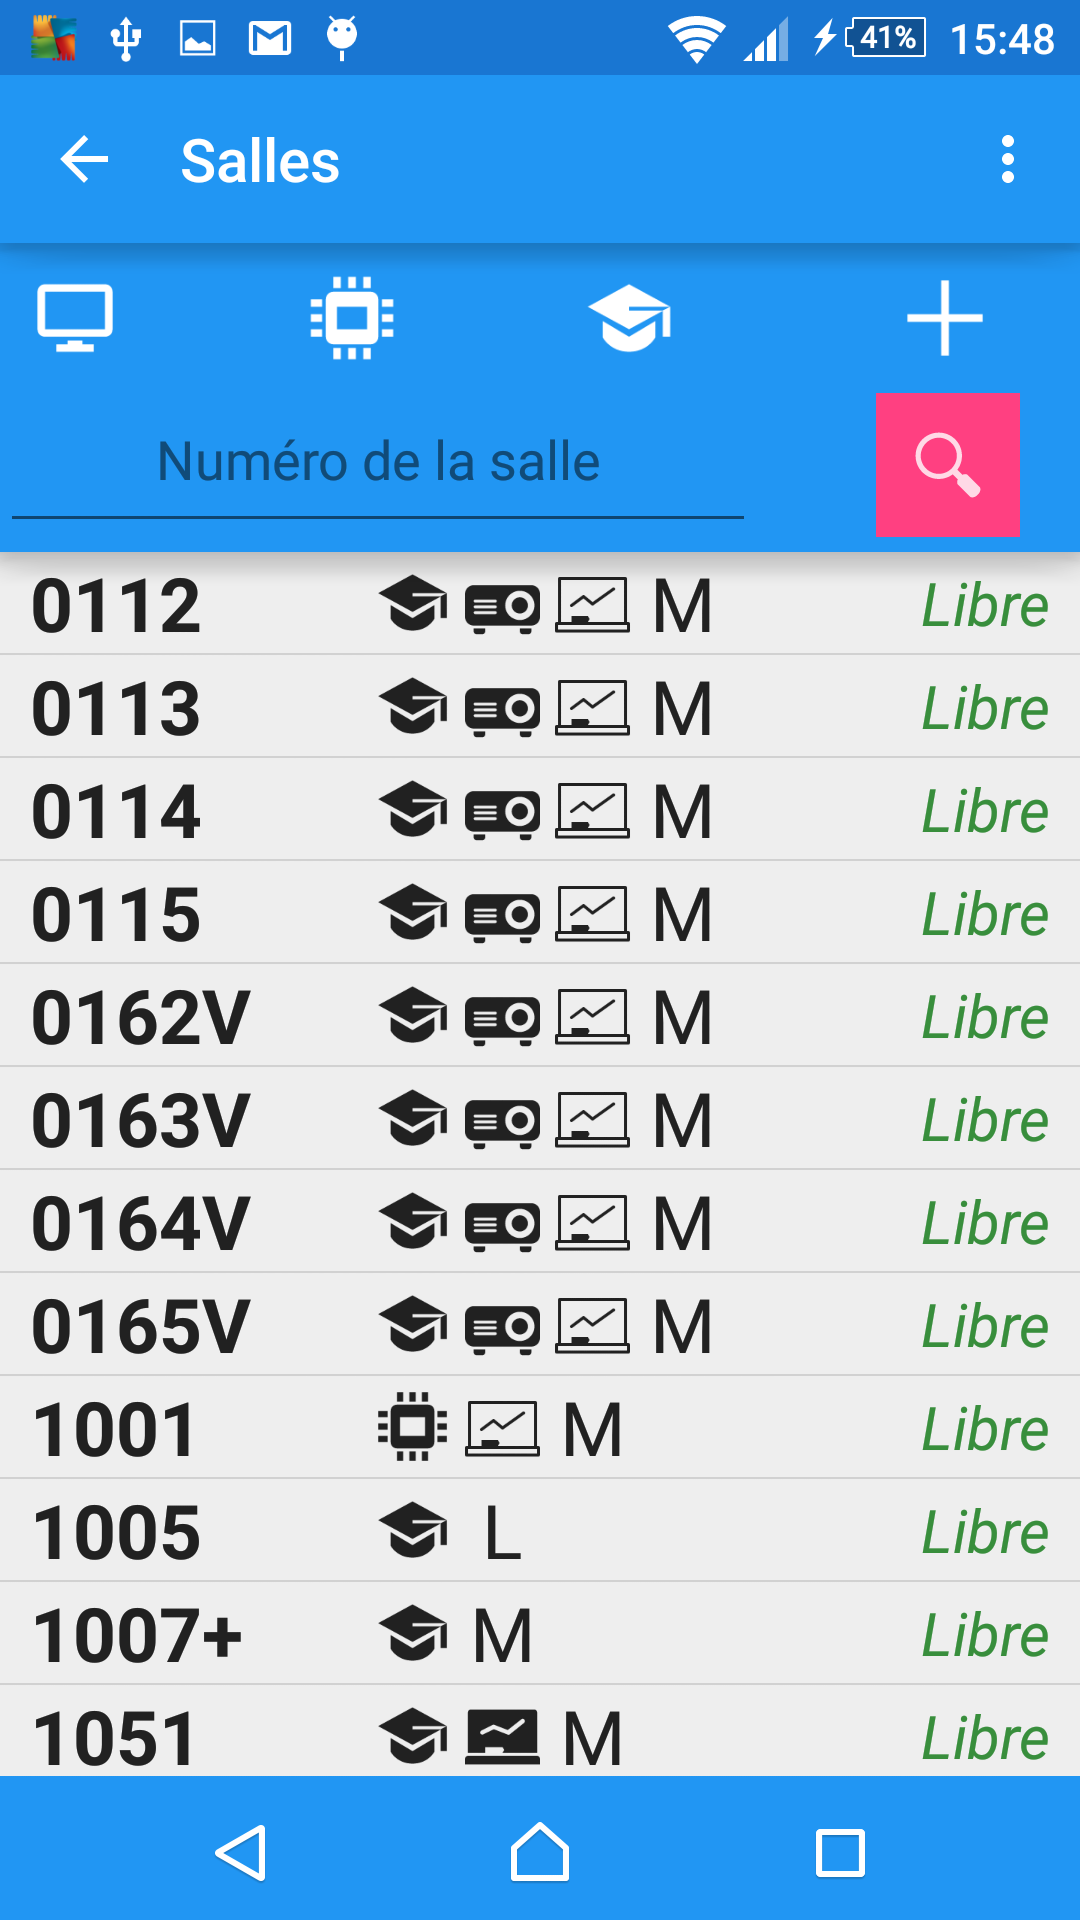 41% 15:48
Salles
Numéro de la salle
0112 M Libre
0113 M Libre
0114 M Libre
0115 M Libre
0162V M Libre
0163V M Libre
0164V M Libre
0165V M Libre
1001 M Libre
1005 L Libre
1007+ M Libre
1051 M Libre